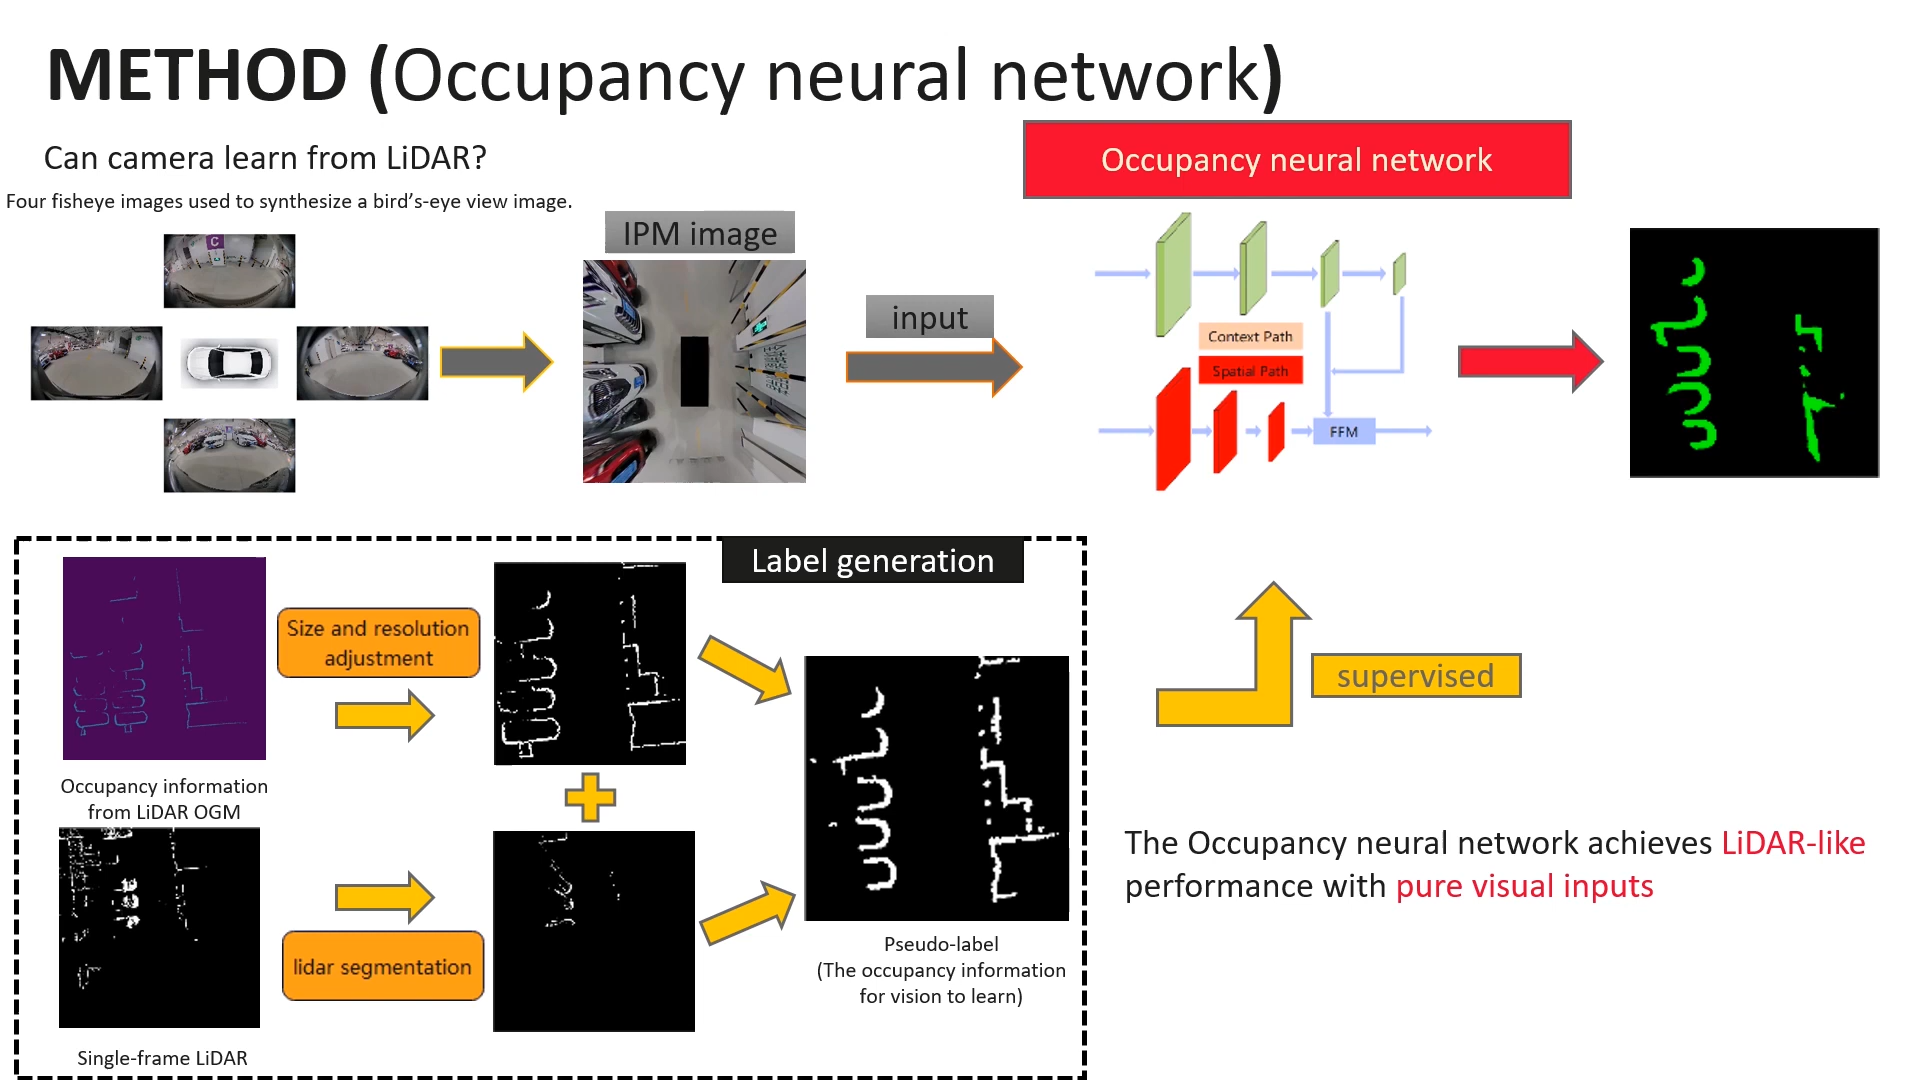 METHOD (Occupancy neural network)
Can camera learn from LiDAR?
Four fisheye images used to synthesize a bird's-eye view image.
C
IPM image
input
Occupancy neural network
Context Path
Spatial Path
FFM
Label generation
Size and resolution
adjustment
Occupancy information
from LiDAR OGM
lidar segmentation
Single-frame LiDAR
Pseudo-label
(The occupancy information
for vision to learn)
supervised
The Occupancy neural network achieves LiDAR-like
performance with pure visual inputs